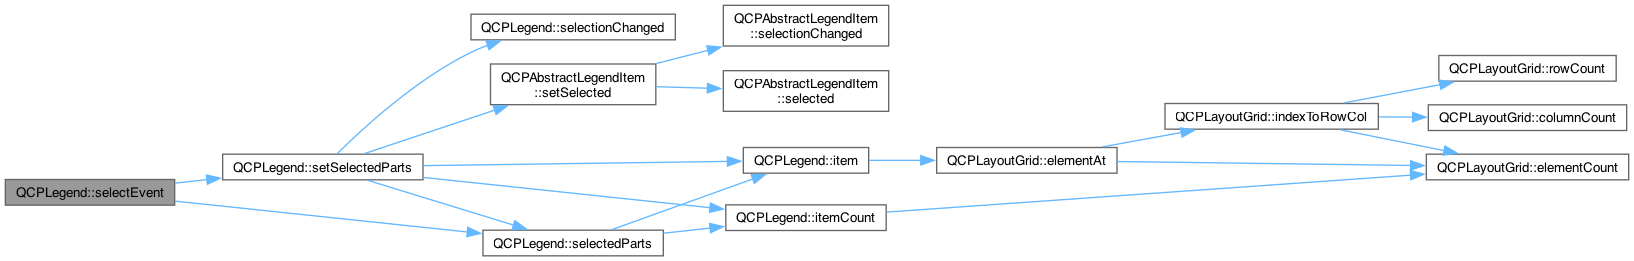 QCPLegend::selectEvent
QCPLegend::setSelectedParts
QCPLegend::selectionChanged
QCPAbstractLegendItem
::setSelected
QCPLegend::selectedParts
QCPAbstractLegendItem
::selectionChanged
QCPAbstractLegendItem
::selected
QCPLegend::item
QCPLegend::itemCount
QCPLayoutGrid::elementAt
QCPLayoutGrid::indexToRowCol
QCPLayoutGrid::rowCount
QCPLayoutGrid::columnCount
QCPLayoutGrid::elementCount